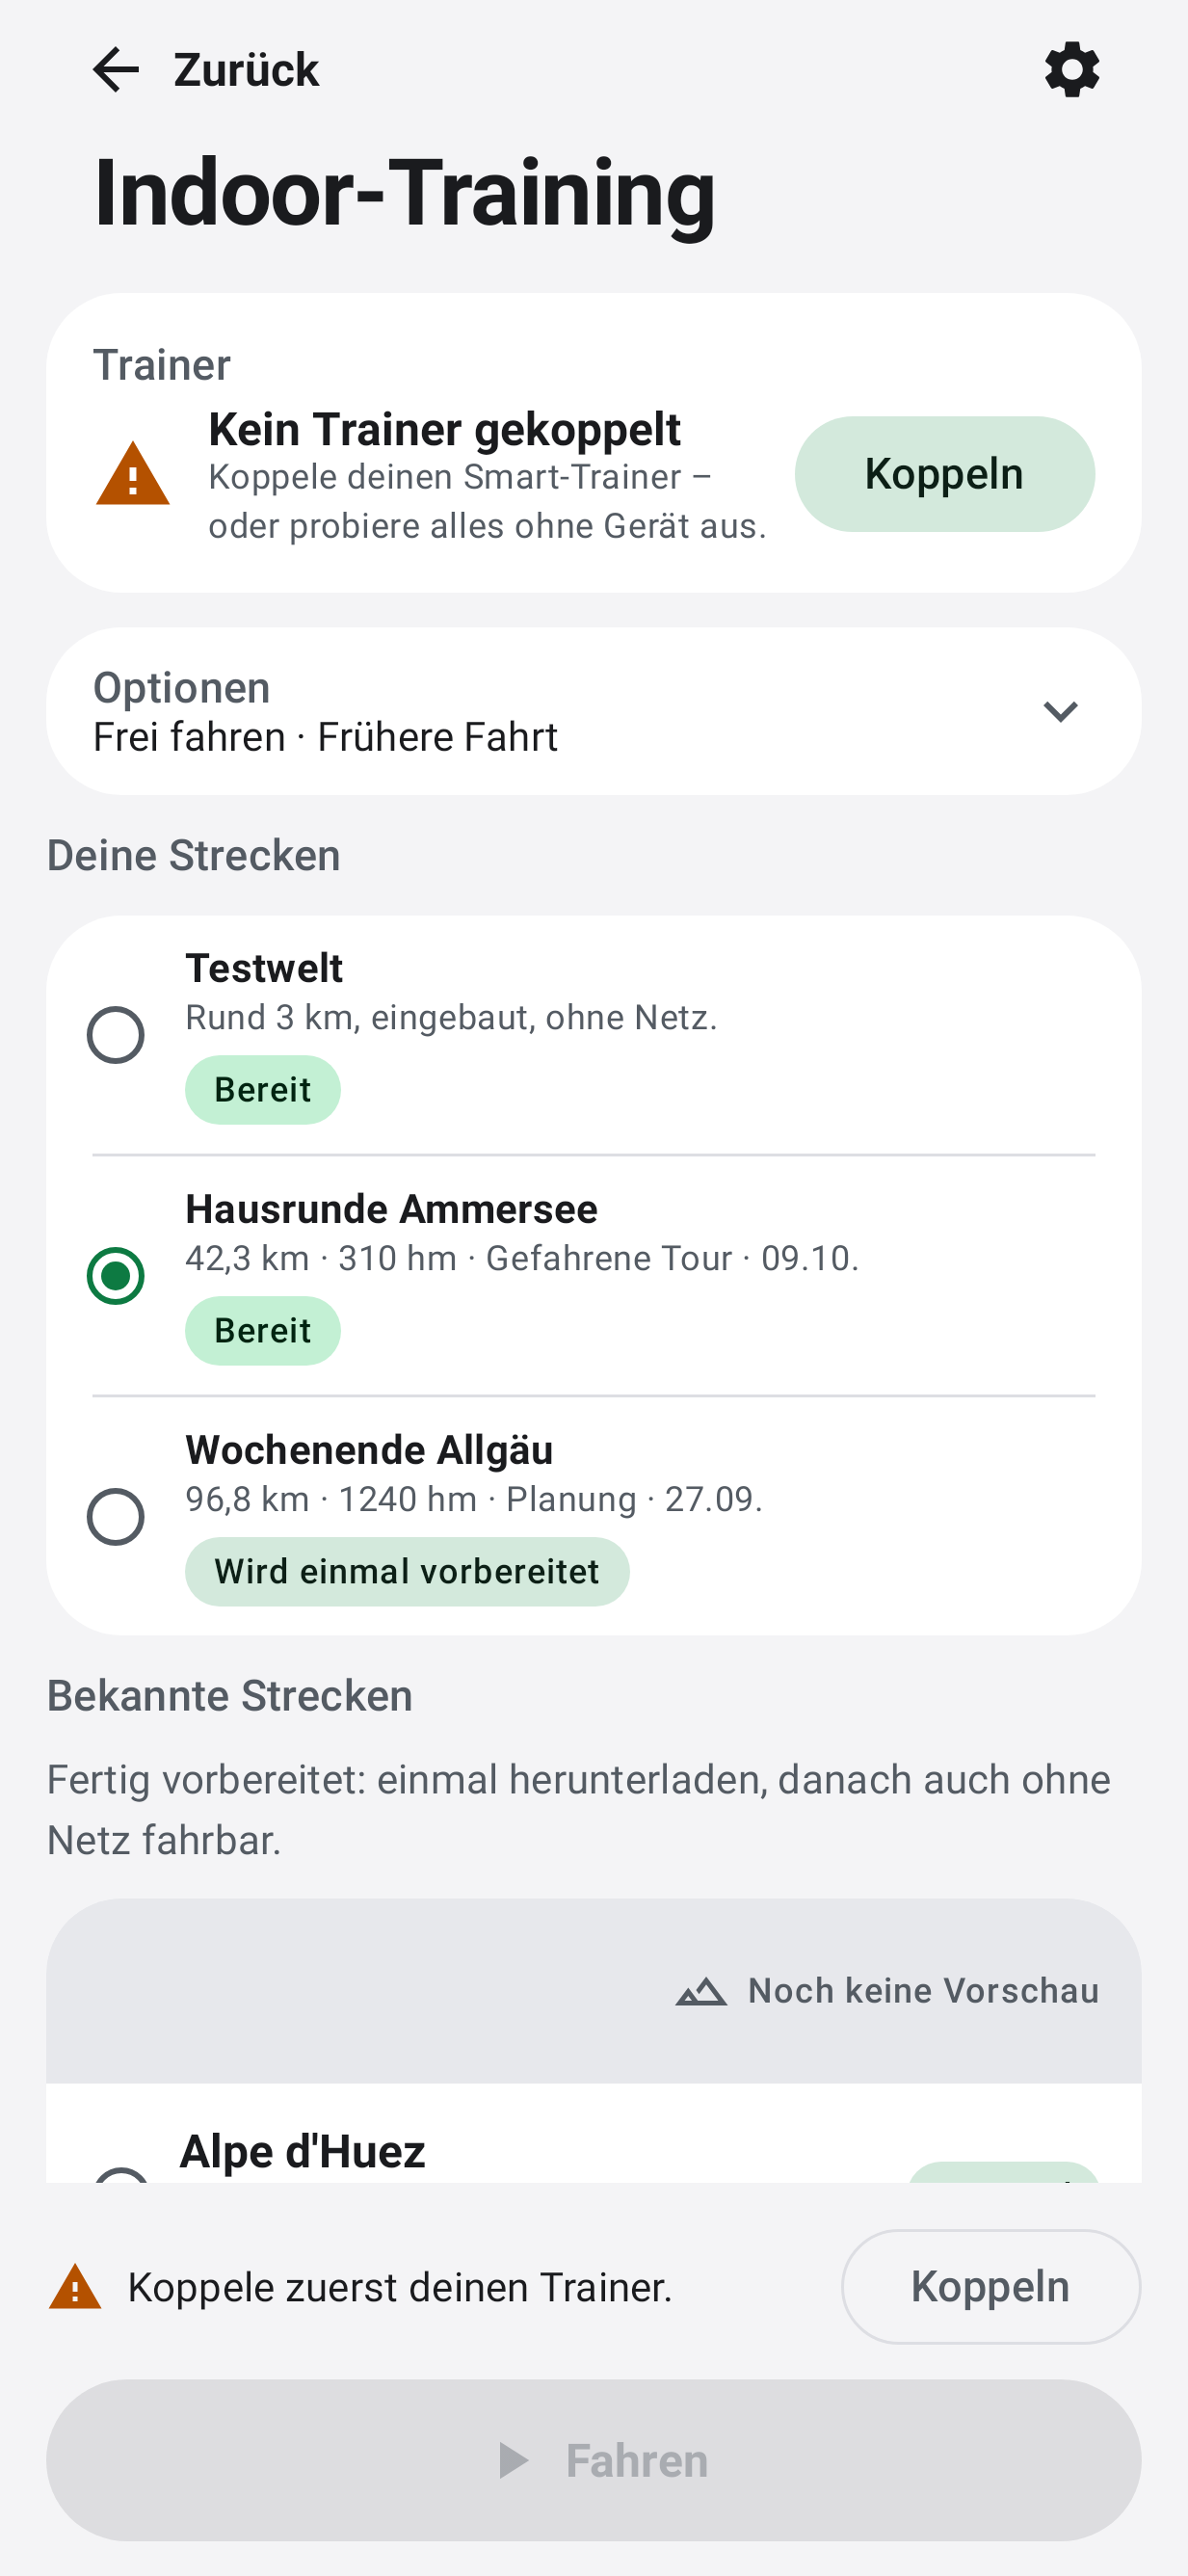 Zurück
Indoor-Training
Trainer
Kein Trainer gekoppelt
Koppele deinen Smart-Trainer –
oder probiere alles ohne Gerät aus.
Koppeln
Optionen
Frei fahren · Frühere Fahrt
Deine Strecken
Testwelt
Rund 3 km, eingebaut, ohne Netz.
Bereit
Hausrunde Ammersee
42,3 km · 310 hm · Gefahrene Tour · 09.10.
Bereit
Wochenende Allgäu
96,8 km · 1240 hm · Planung · 27.09.
Wird einmal vorbereitet
Bekannte Strecken
Fertig vorbereitet: einmal herunterladen, danach auch ohne
Netz fahrbar.
Noch keine Vorschau
Alpe d'Huez
Koppele zuerst deinen Trainer.
Koppeln
Fahren